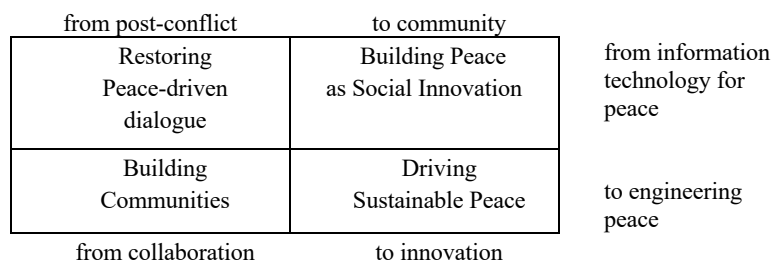 from post-conflict to community
Restoring
Peace-driven
dialogue
Building Peace
as Social Innovation
from information
technology for
peace
Building
Communities
Driving
Sustainable Peace
to engineering
peace
from collaboration to innovation